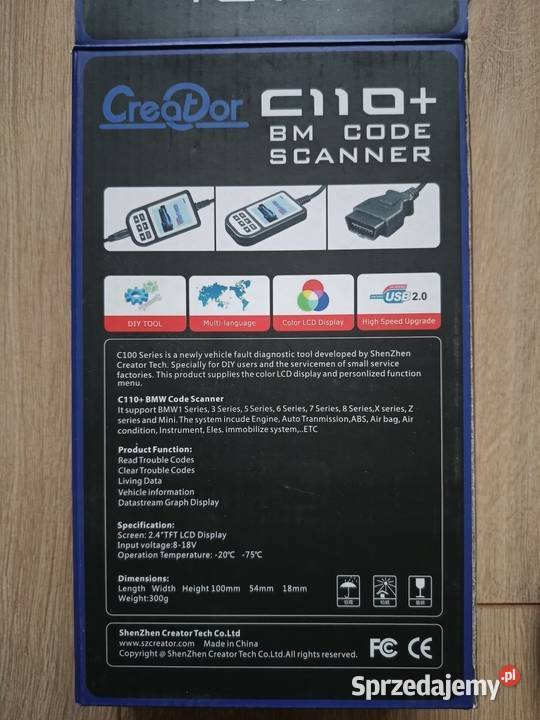 CreaDor C110+
BM CODE
SCANNER
DIY TOOL
Multi-language
Color LCD Display
USB 2.0
High Speed Upgrade
C100 Series is a newly vehicle fault diagnostic tool developed by ShenZhen
Creator Tech. Specially for DIY users and the servicemen of small service
factories. This product supplies the color LCD display and personlized function
menu.
C110+ BMW Code Scanner
It support BMW1 Series, 3 Series, 5 Series, 6 Series, 7 Series, 8 Series,X series, Z
series and Mini. The system incude Engine, Auto Tranmission,ABS, Air bag, Air
condition, Instrument, Eles. immobilize system,,..ETC
Product Function:
Read Trouble Codes
Clear Trouble Codes
Living Data
Vehicle information
Datastream Graph Display
Specification:
Screen: 2.4"TFT LCD Display
Input voltage:8-18V
Operation Temperature: -20℃ -75℃
Dimensions:
Length Width Height 100mm 54mm 18mm
Weight:300g
ShenZhen Creator Tech Co.Ltd
www.szcreator.com Made in China
Copyright @ ShenZhen Creator Tech Co.Ltd.All rights reserved.
FC CE
Sprzedajemy.pl